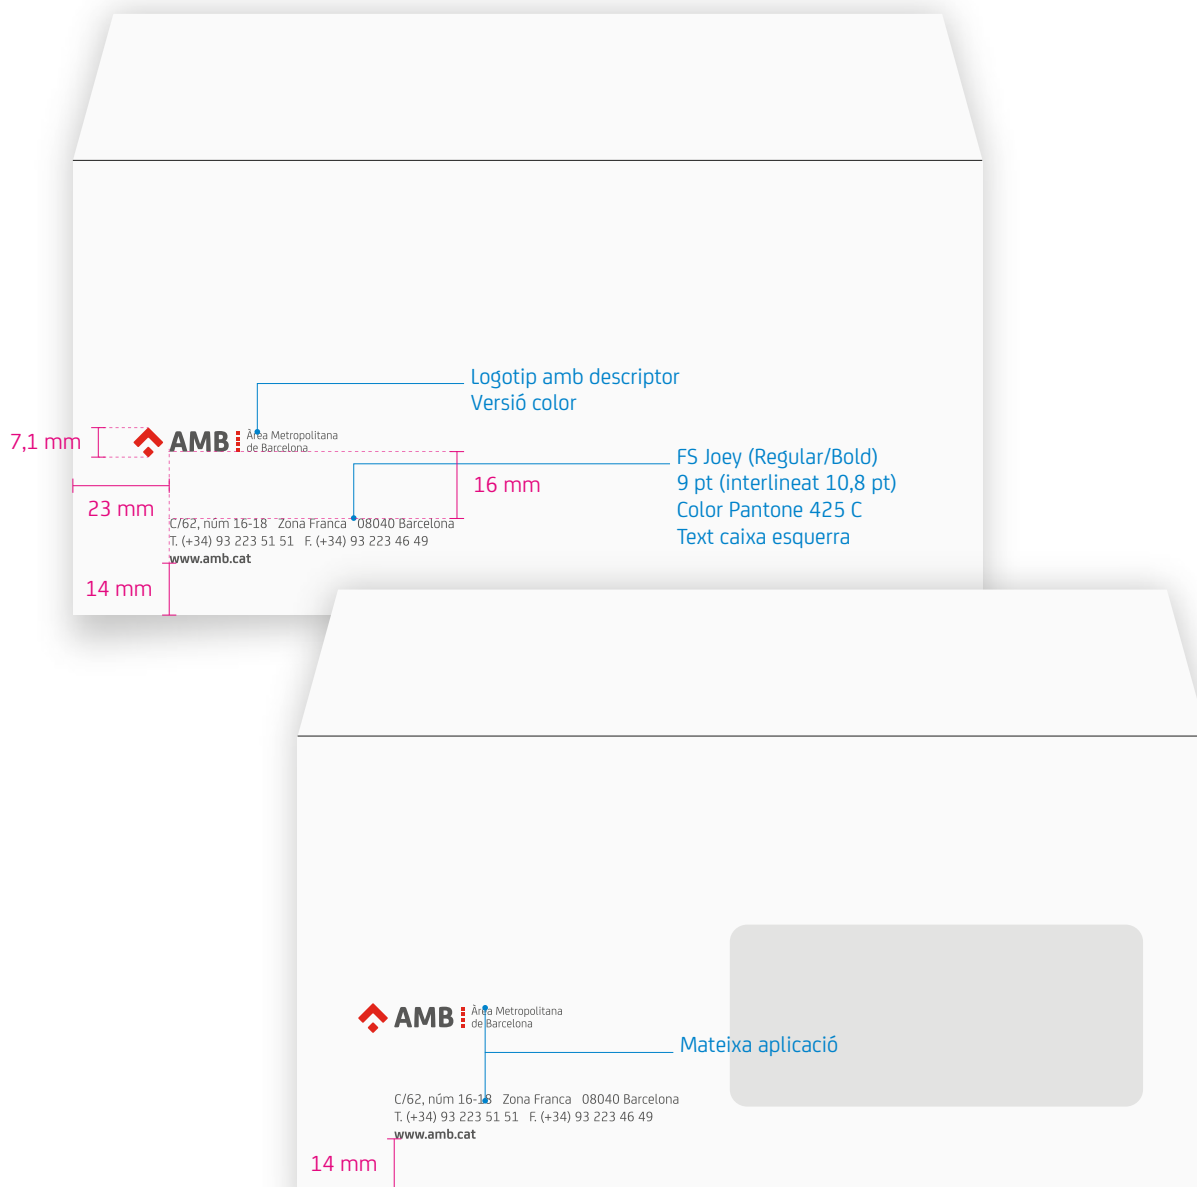 Logotip amb descriptor
Versió color
7,1 mm
AMB
Àrea Metropolitana
de Barcelona
FS Joey (Regular/Bold)
9 pt (interlineat 10,8 pt)
Color Pantone 425 C
Text caixa esquerra
16 mm
23 mm
C/62, núm 16-18 Zona Franca 08040 Barcelona
T. (+34) 93 223 51 51 F. (+34) 93 223 46 49
www.amb.cat
14 mm
AMB
Àrea Metropolitana
de Barcelona
Mateixa aplicació
C/62, núm 16-18 Zona Franca 08040 Barcelona
T. (+34) 93 223 51 51 F. (+34) 93 223 46 49
www.amb.cat
14 mm